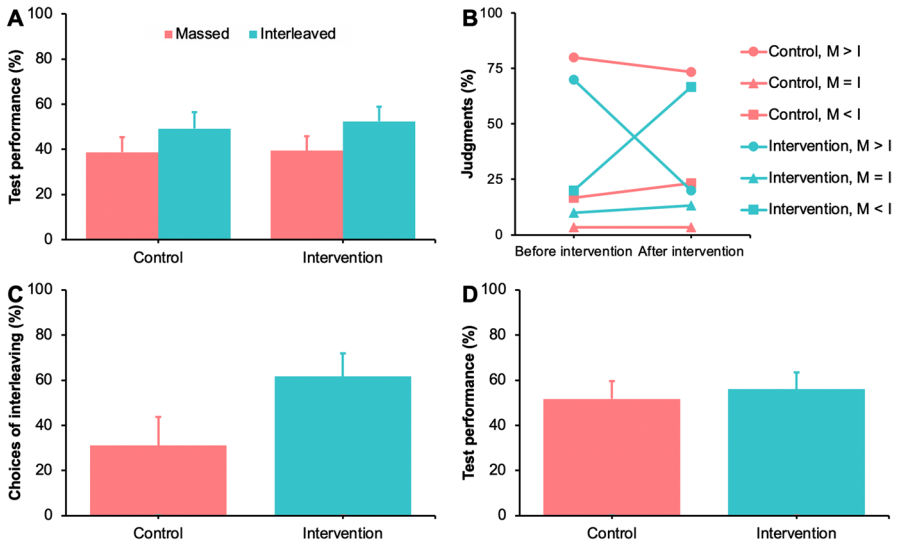 A
Test performance (%)
100
80
60
40
20
0
Massed
Interleaved
Control
Intervention
B
Judgments (%)
100
75
50
25
0
Before intervention
After intervention
Control, M > I
Control, M = I
Control, M < I
Intervention, M > I
Intervention, M = I
Intervention, M < I
C
Choices of interleaving (%)
100
80
60
40
20
0
Control
Intervention
D
Test performance (%)
100
80
60
40
20
0
Control
Intervention